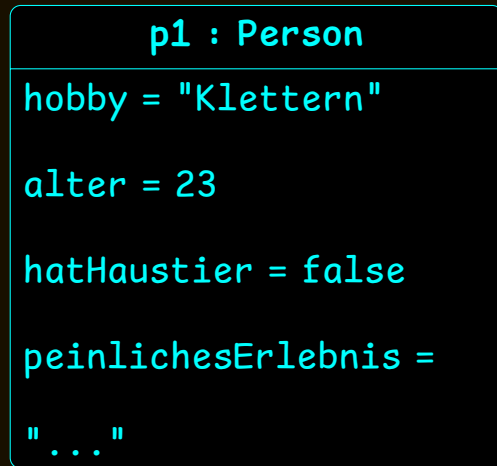 p1 : Person
hobby = "Klettern"
alter = 23
hatHaustier = false
peinlichesErlebnis =
"..."